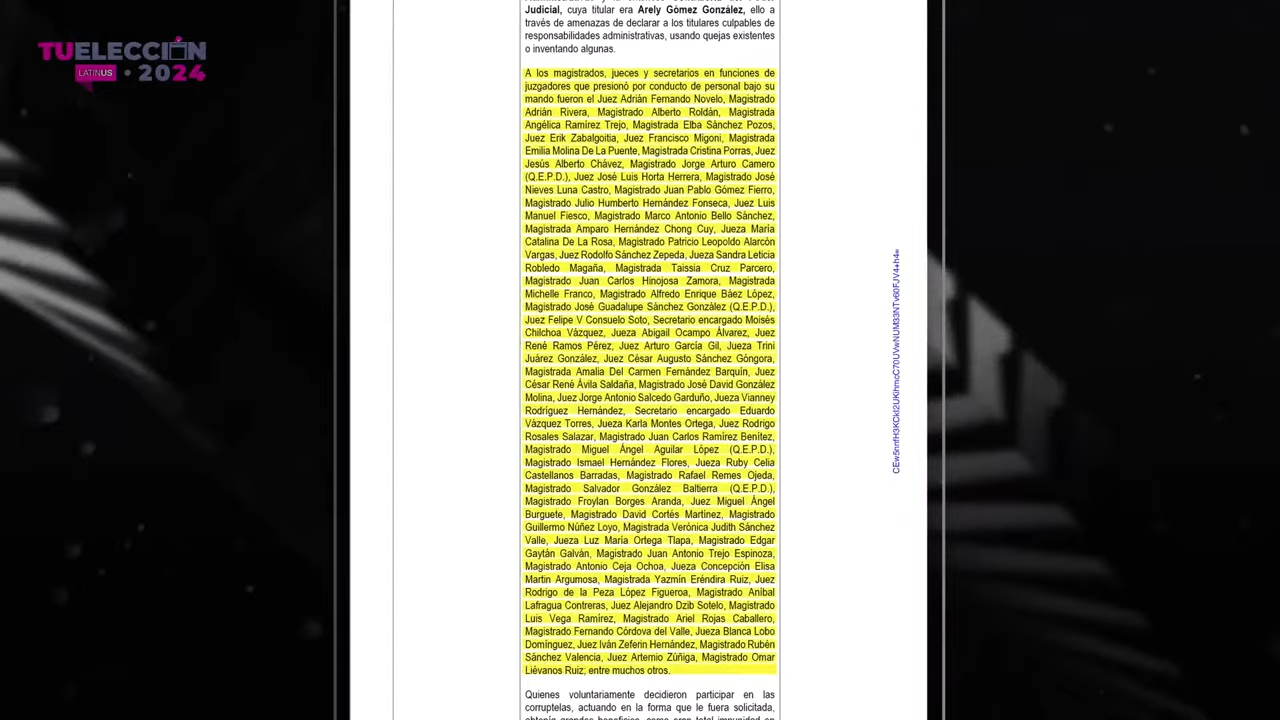 TUELECCIÓN
LATINUS • 2024
Judicial, cuya titular era Arely Gómez González, ello a
través de amenazas de declarar a los titulares culpables de
responsabilidades administrativas, usando quejas existentes
o inventando algunas.
A los magistrados, jueces y secretarios en funciones de
juzgadores que presionó por conducto de personal bajo su
mando fueron el Juez Adrián Fernando Novelo, Magistrado
Adrián Rivera, Magistrado Alberto Roldán, Magistrada
Angélica Ramírez Trejo, Magistrada Elba Sánchez Pozos,
Juez Erik Zabalgoitia, Juez Francisco Migoni, Magistrada
Emilia Molina De La Puente, Magistrada Cristina Porras, Juez
Jesús Alberto Chávez, Magistrado Jorge Arturo Camero
(Q.E.P.D.), Juez José Luis Horta Herrera, Magistrado José
Nieves Luna Castro, Magistrado Juan Pablo Gómez Fierro,
Magistrado Julio Humberto Hernández Fonseca, Juez Luis
Manuel Fiesco, Magistrado Marco Antonio Bello Sánchez,
Magistrada Amparo Hernández Chong Cuy, Jueza María
Catalina De La Rosa, Magistrado Patricio Leopoldo Alarcón
Vargas, Juez Rodolfo Sánchez Zepeda, Jueza Sandra Leticia
Robledo Magaña, Magistrada Taissia Cruz Parcero,
Magistrado Juan Carlos Hinojosa Zamora, Magistrada
Michelle Franco, Magistrado Alfredo Enrique Báez López,
Magistrado José Guadalupe Sánchez González (Q.E.P.D.),
Juez Felipe V Consuelo Soto, Secretario encargado Moisés
Chilchoa Vázquez, Jueza Abigail Ocampo Álvarez, Juez
René Ramos Pérez, Juez Arturo García Gil, Jueza Trini
Juárez González, Juez César Augusto Sánchez Góngora,
Magistrada Amalia Del Carmen Fernández Barquín, Juez
César René Ávila Saldaña, Magistrado José David González
Molina, Juez Jorge Antonio Salcedo Garduño, Jueza Vianney
Rodríguez Hernández, Secretario encargado Eduardo
Vázquez Torres, Jueza Karla Montes Ortega, Juez Rodrigo
Rosales Salazar, Magistrado Juan Carlos Ramírez Benítez,
Magistrado Miguel Ángel Aguilar López (Q.E.P.D.),
Magistrado Ismael Hernández Flores, Jueza Ruby Celia
Castellanos Barradas, Magistrado Rafael Remes Ojeda,
Magistrado Salvador González Baltierra (Q.E.P.D.),
Magistrado Froylan Borges Aranda, Juez Miguel Ángel
Burguete, Magistrado David Cortés Martínez, Magistrado
Guillermo Núñez Loyo, Magistrada Verónica Judith Sánchez
Valle, Jueza Luz María Ortega Tlapa, Magistrado Edgar
Gaytán Galván, Magistrado Juan Antonio Trejo Espinoza,
Magistrado Antonio Ceja Ochoa, Jueza Concepción Elisa
Martin Argumosa, Magistrada Yazmín Eréndira Ruiz, Juez
Rodrigo de la Peza López Figueroa, Magistrado Aníbal
Lafragua Contreras, Juez Alejandro Dzib Sotelo, Magistrado
Luis Vega Ramírez, Magistrado Ariel Rojas Caballero,
Magistrado Fernando Córdova del Valle, Jueza Blanca Lobo
Domínguez, Juez Iván Zeferin Hernández, Magistrado Rubén
Sánchez Valencia, Juez Artemio Zúñiga, Magistrado Omar
Liévanos Ruiz; entre muchos otros.
Quienes voluntariamente decidieron participar en las
corruptelas, actuando en la forma que le fuera solicitada,